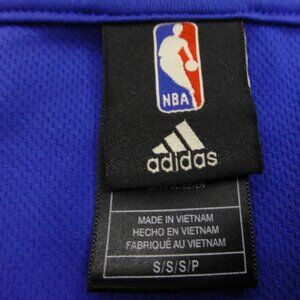 NBA
adidas
MADE IN VIETNAM
HECHO EN VIETNAM
FABRIQUÉ AU VIETNAM
S/S/S/P